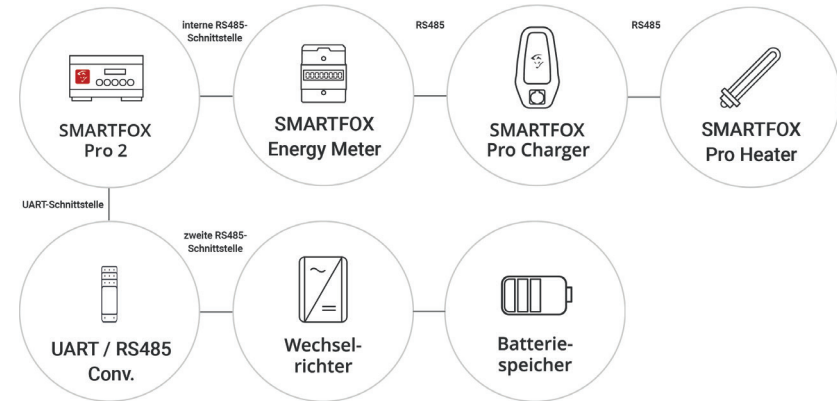 interne RS485-
Schnittstelle
RS485
RS485
SMARTFOX
Pro 2
SMARTFOX
Energy Meter
SMARTFOX
Pro Charger
SMARTFOX
Pro Heater
UART-Schnittstelle
zweite RS485-
Schnittstelle
UART / RS485
Conv.
Wechsel-
richter
Batterie-
speicher